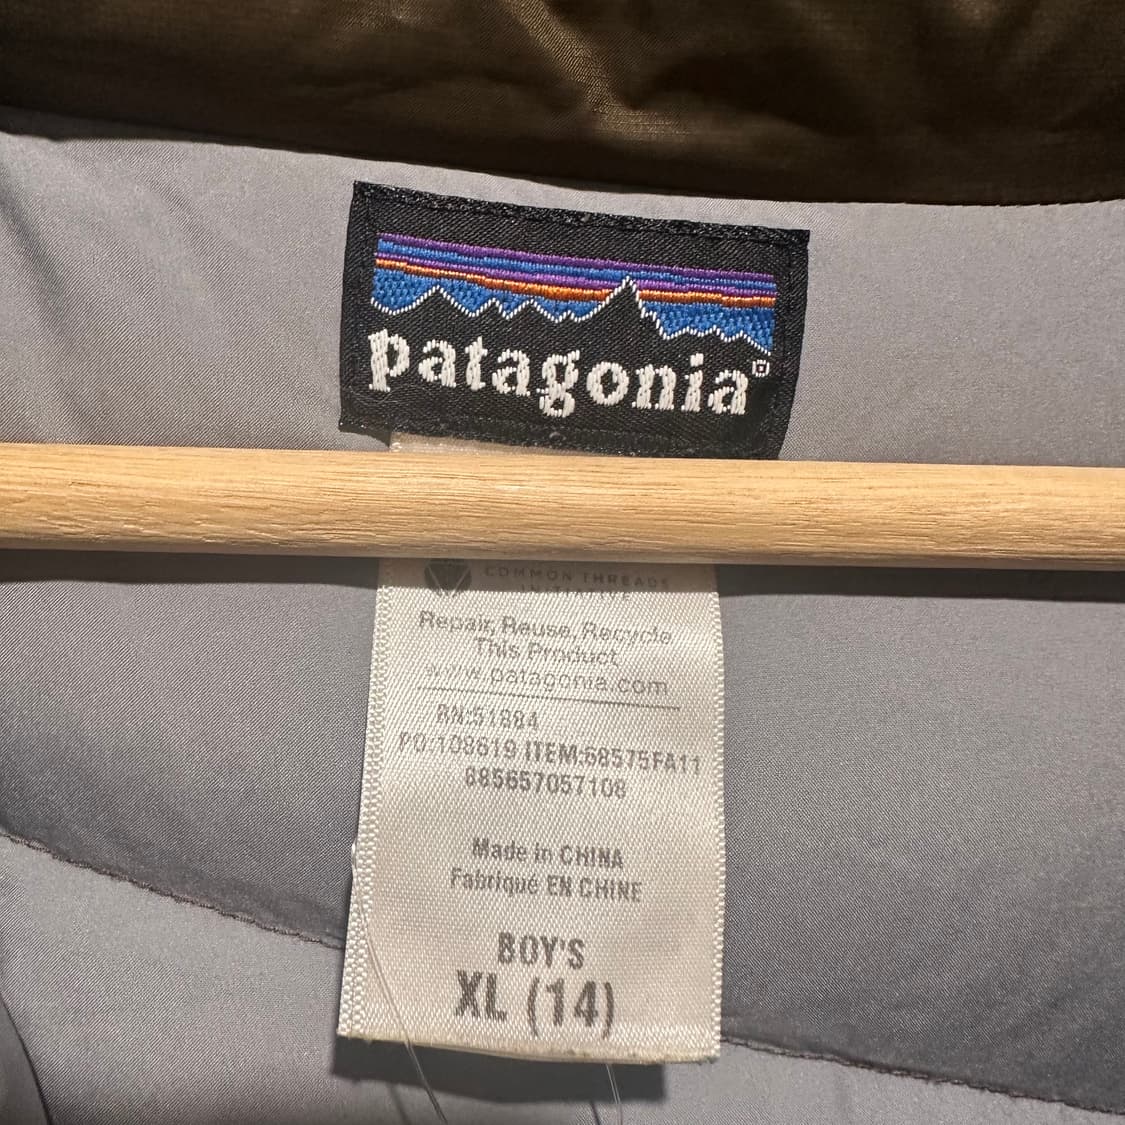 patagonia®
COMMON THREADS
INITIATIVE
Repair, Reuse, Recycle
This Product
www.patagonia.com
RN:51884
PO:108619 ITEM:68575FA11
885657057108
Made in CHINA
Fabriqué EN CHINE
BOY'S
XL (14)